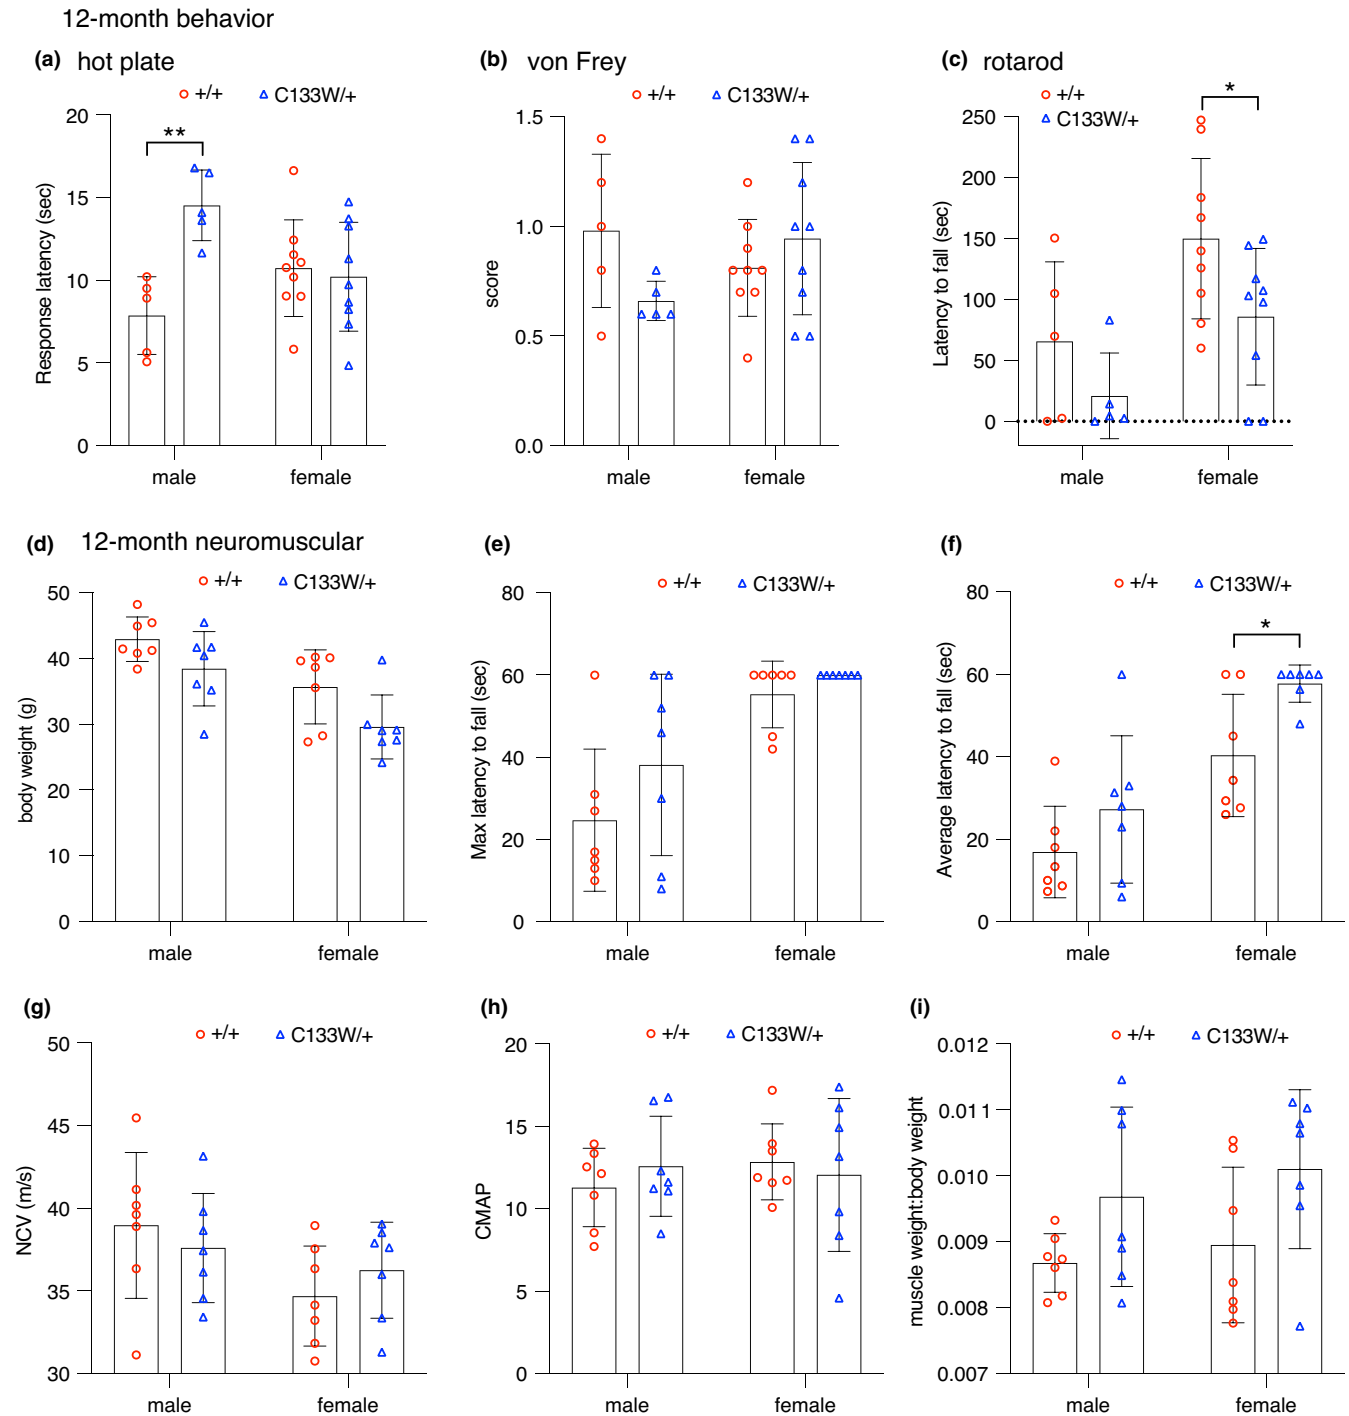 12-month behavior
(a) hot plate
+/+ C133W/+
Response latency (sec)
20
15
10
5
0
**
male female
(b) von Frey
+/+ C133W/+
score
1.5
1.0
0.5
0.0
male female
(c) rotarod
+/+
C133W/+
Latency to fall (sec)
250
200
150
100
50
0
*
male female
(d) 12-month neuromuscular
+/+ C133W/+
body weight (g)
50
40
30
20
10
0
male female
(e)
+/+ C133W/+
Max latency to fall (sec)
80
60
40
20
0
male female
(f)
+/+ C133W/+
Average latency to fall (sec)
80
60
40
20
0
*
male female
(g)
+/+ C133W/+
NCV (m/s)
50
45
40
35
30
male female
(h)
+/+ C133W/+
CMAP
20
15
10
5
0
male female
(i)
+/+ C133W/+
muscle weight:body weight
0.012
0.011
0.010
0.009
0.008
0.007
male female